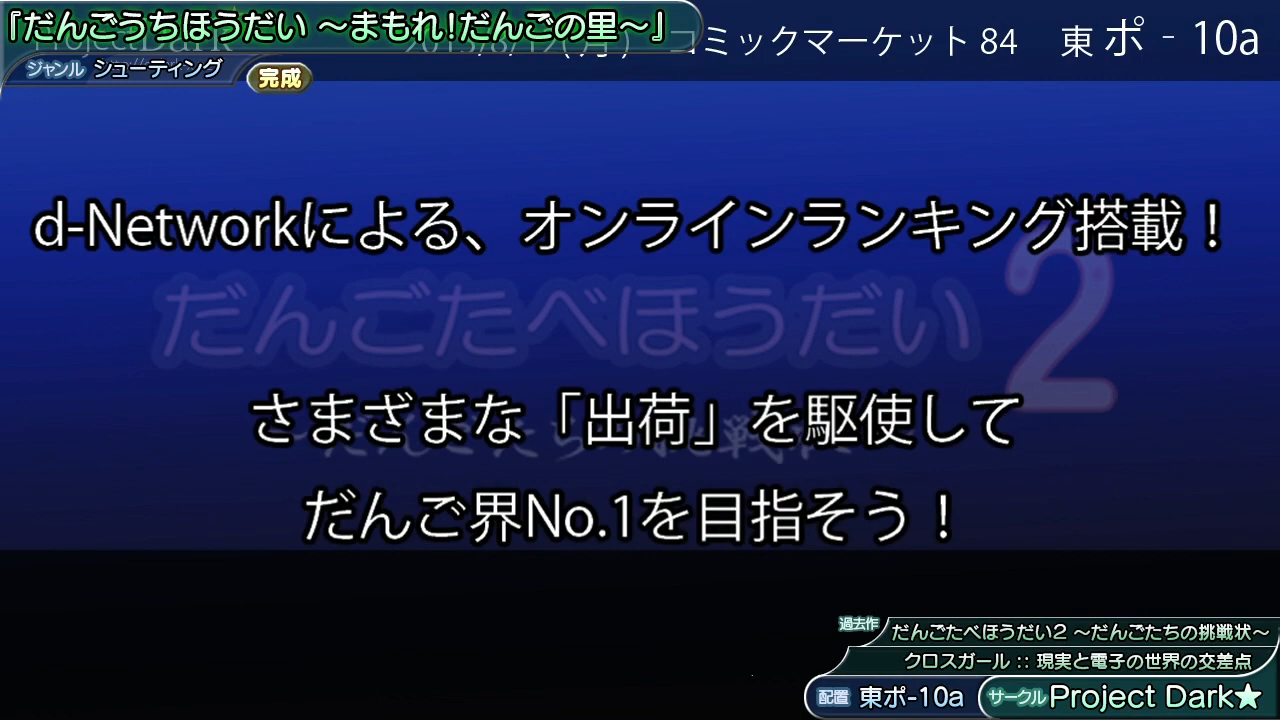 『だんごうちほうだい ～まもれ!だんごの里～』
コミックマーケット 84 東 ポ - 10a
ジャンル シューティング
完成
d-Networkによる、オンラインランキング搭載！
だんごたべほうだい2
さまざまな「出荷」を駆使して
だんご界No.1を目指そう！
過去作 だんごたべほうだい2 ～だんごたちの挑戦状～
クロスガール :: 現実と電子の世界の交差点
配置 東ポ-10a サークル Project Dark★